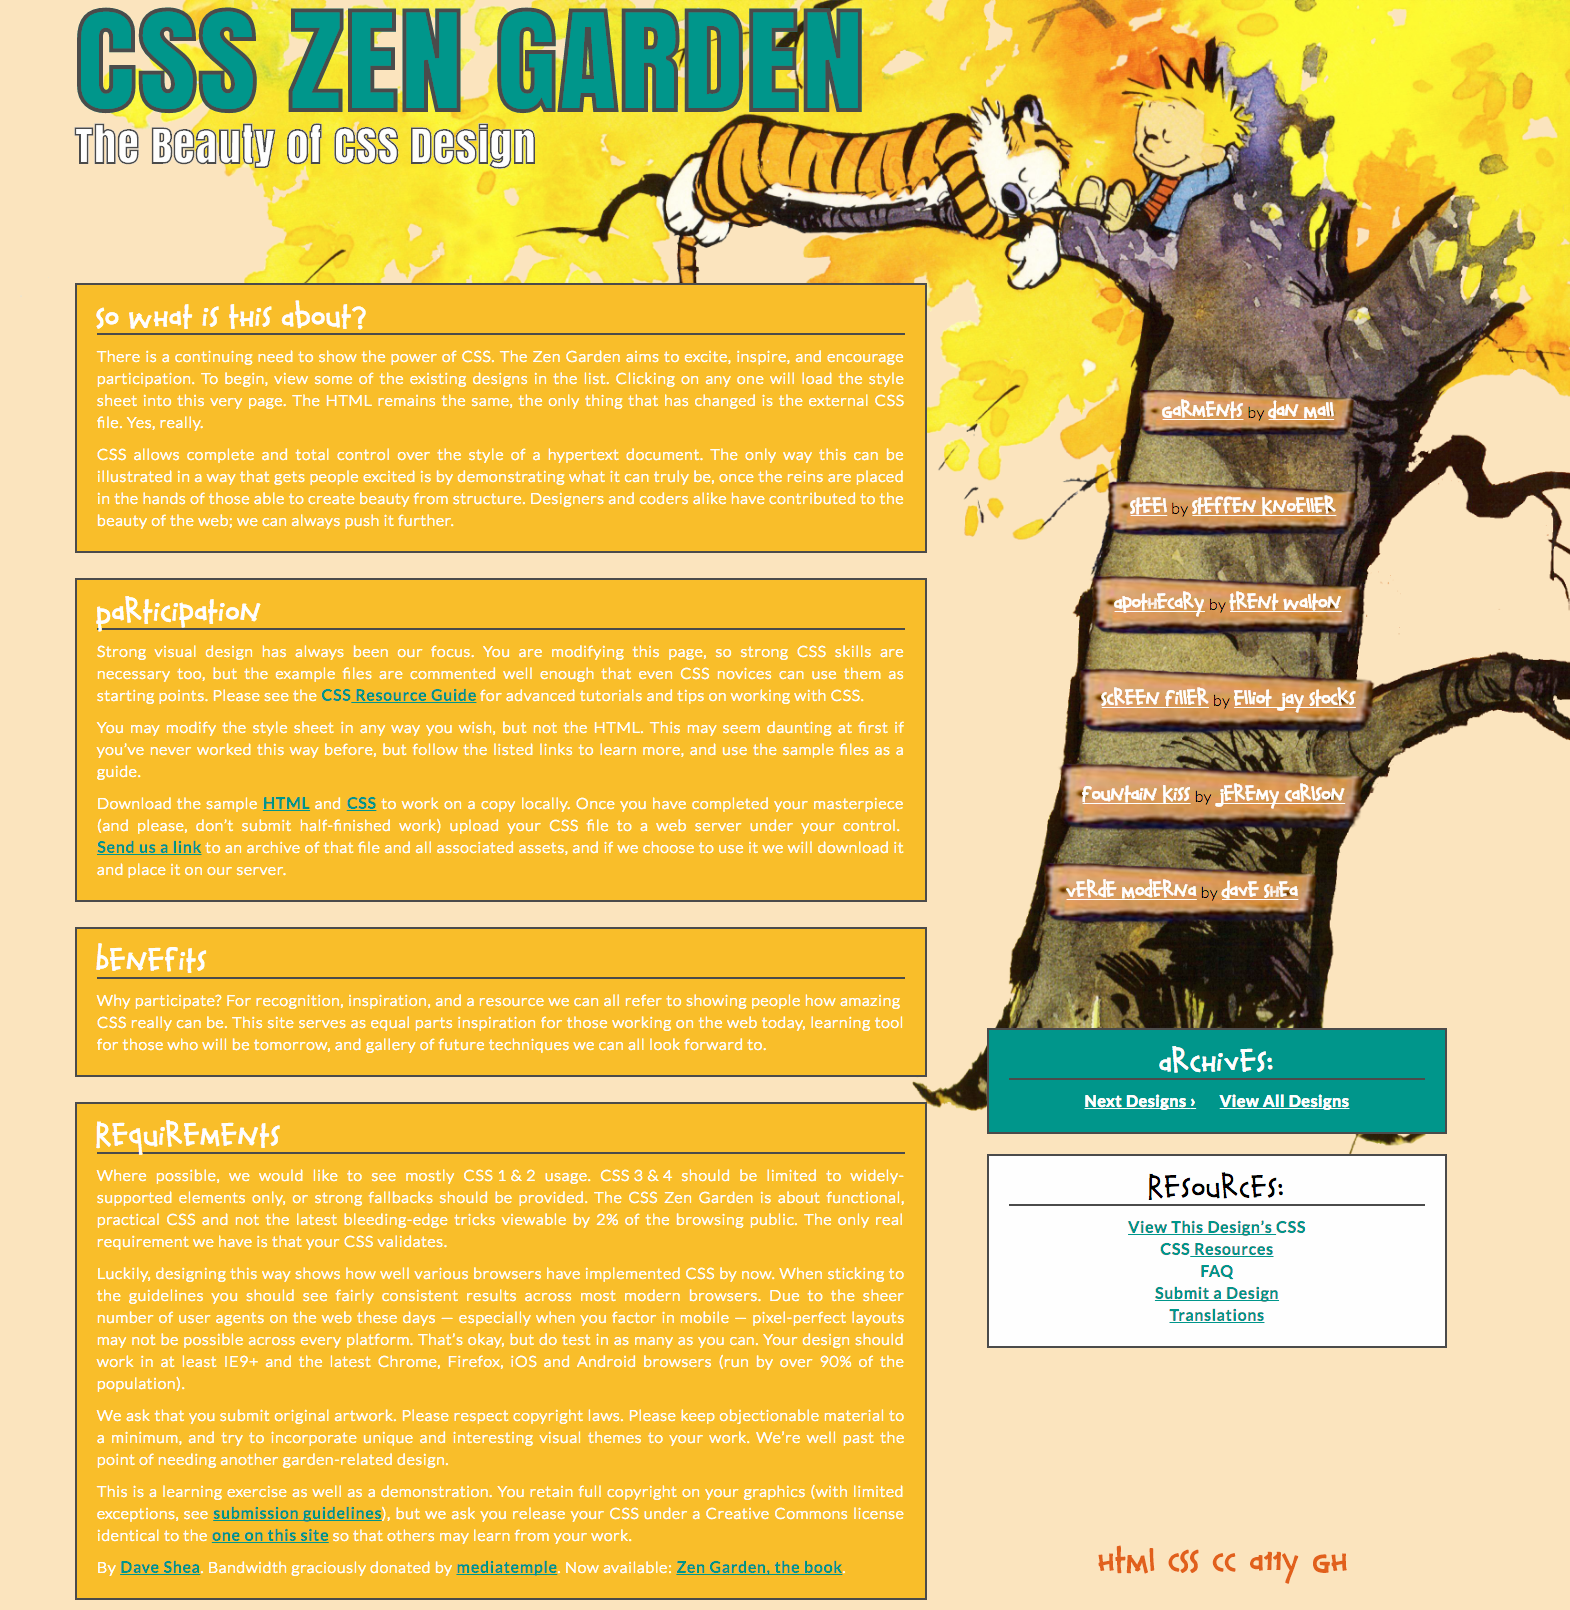 CSS ZEN GARDEN
The Beauty of CSS Design
So what is this about?
There is a continuing need to show the power of CSS. The Zen Garden aims to excite, inspire, and encourage
participation. To begin, view some of the existing designs in the list. Clicking on any one will load the style
sheet into this very page. The HTML remains the same, the only thing that has changed is the external CSS
file. Yes, really.
CSS allows complete and total control over the style of a hypertext document. The only way this can be
illustrated in a way that gets people excited is by demonstrating what it can truly be, once the reins are placed
in the hands of those able to create beauty from structure. Designers and coders alike have contributed to the
beauty of the web; we can always push it further.
Participation
Strong visual design has always been our focus. You are modifying this page, so strong CSS skills are
necessary too, but the example files are commented well enough that even CSS novices can use them as
starting points. Please see the CSS Resource Guide for advanced tutorials and tips on working with CSS.
You may modify the style sheet in any way you wish, but not the HTML. This may seem daunting at first if
you’ve never worked this way before, but follow the listed links to learn more, and use the sample files as a
guide.
Download the sample HTML and CSS to work on a copy locally. Once you have completed your masterpiece
(and please, don’t submit half-finished work) upload your CSS file to a web server under your control.
Send us a link to an archive of that file and all associated assets, and if we choose to use it we will download it
and place it on our server.
Benefits
Why participate? For recognition, inspiration, and a resource we can all refer to showing people how amazing
CSS really can be. This site serves as equal parts inspiration for those working on the web today, learning tool
for those who will be tomorrow, and gallery of future techniques we can all look forward to.
Requirements
Where possible, we would like to see mostly CSS 1 & 2 usage. CSS 3 & 4 should be limited to widely-
supported elements only, or strong fallbacks should be provided. The CSS Zen Garden is about functional,
practical CSS and not the latest bleeding-edge tricks viewable by 2% of the browsing public. The only real
requirement we have is that your CSS validates.
Luckily, designing this way shows how well various browsers have implemented CSS by now. When sticking to
the guidelines you should see fairly consistent results across most modern browsers. Due to the sheer
number of user agents on the web these days — especially when you factor in mobile — pixel-perfect layouts
may not be possible across every platform. That’s okay, but do test in as many as you can. Your design should
work in at least IE9+ and the latest Chrome, Firefox, iOS and Android browsers (run by over 90% of the
population).
We ask that you submit original artwork. Please respect copyright laws. Please keep objectionable material to
a minimum, and try to incorporate unique and interesting visual themes to your work. We’re well past the
point of needing another garden-related design.
This is a learning exercise as well as a demonstration. You retain full copyright on your graphics (with limited
exceptions, see submission guidelines), but we ask you release your CSS under a Creative Commons license
identical to the one on this site so that others may learn from your work.
By Dave Shea. Bandwidth graciously donated by mediatemple. Now available: Zen Garden, the book.
Garments by Dan Mall
Steel by Steffen Knoeller
Apothecary by Trent Walton
Screen Filler by Elliot Jay Stocks
Fountain Kiss by Jeremy Carlson
Verde Moderna by Dave Shea
Archives:
Next Designs › View All Designs
Resources:
View This Design’s CSS
CSS Resources
FAQ
Submit a Design
Translations
html css cc a11y gh